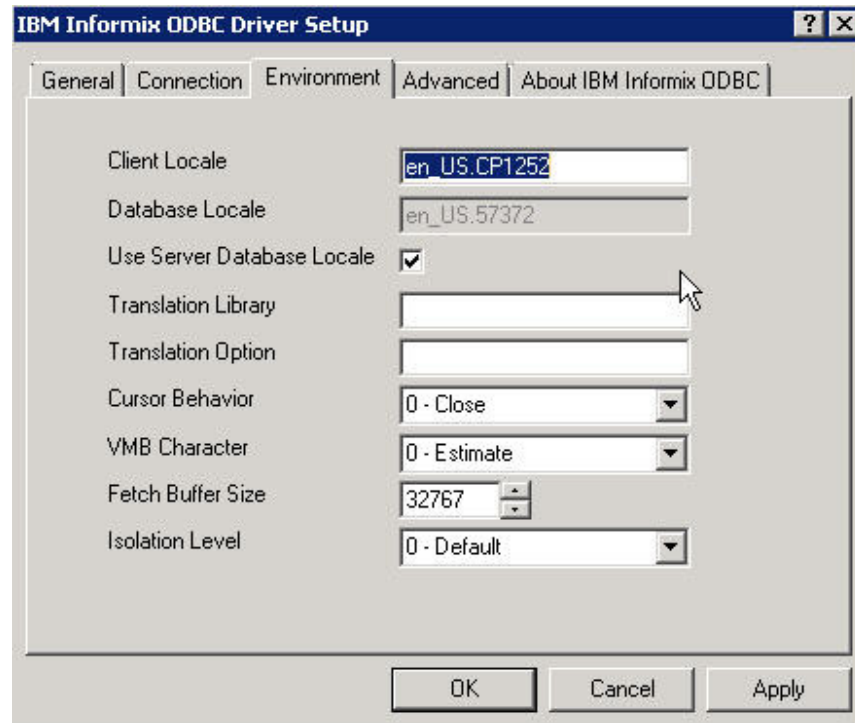 IBM Informix ODBC Driver Setup
General Connection Environment Advanced About IBM Informix ODBC
Client Locale en_US.CP1252
Database Locale en_US.57372
Use Server Database Locale
Translation Library
Translation Option
Cursor Behavior 0 - Close
VMB Character 0 - Estimate
Fetch Buffer Size 32767
Isolation Level 0 - Default
OK Cancel Apply